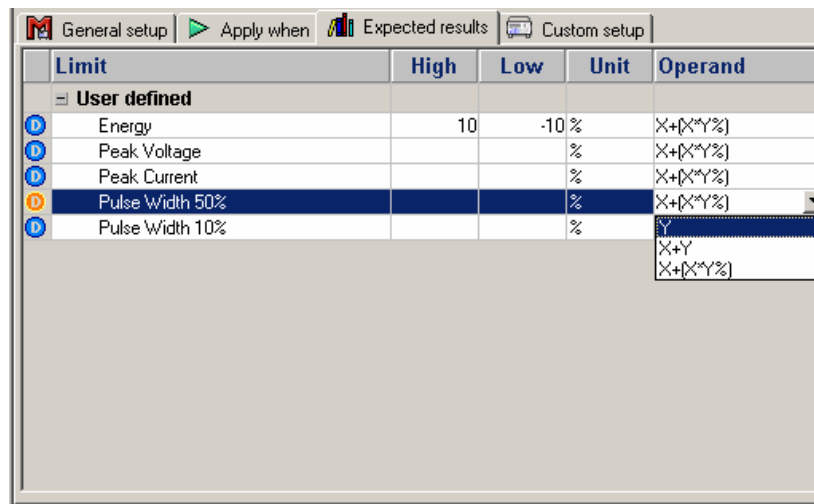 General setup Apply when Expected results Custom setup
Limit High Low Unit Operand
User defined
D Energy 10 -10 % X+(X*Y%)
D Peak Voltage % X+(X*Y%)
D Peak Current % X+(X*Y%)
D Pulse Width 50% % X+(X*Y%)
D Pulse Width 10% % Y
X+Y
X+(X*Y%)